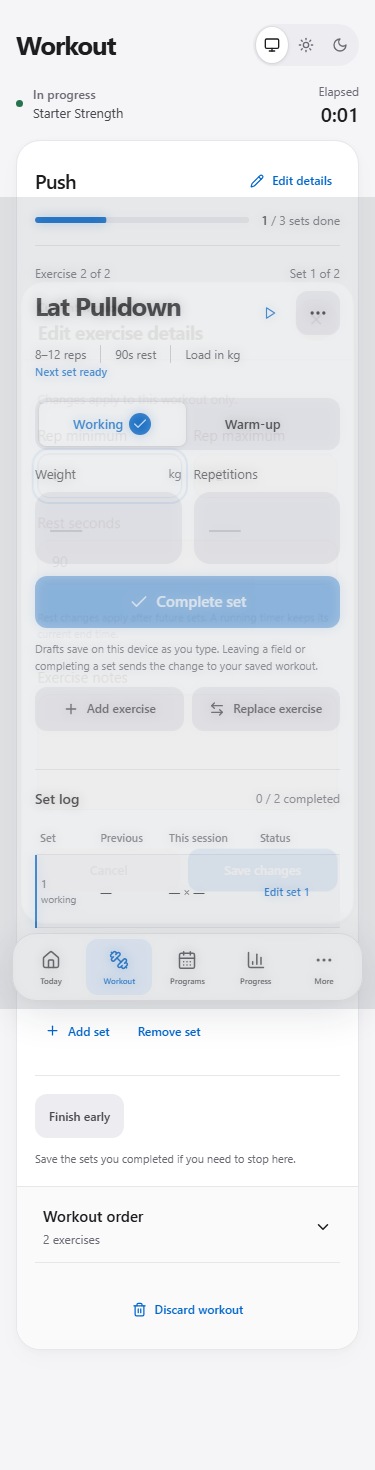 Workout
In progress
Starter Strength
Elapsed
0:01
Push
Edit details
1 / 3 sets done
Exercise 2 of 2
Set 1 of 2
Lat Pulldown
Edit exercise details
8–12 reps
90s rest
Load in kg
Next set ready
Changes apply to this workout only.
Working
Warm-up
Rep minimum
Rep maximum
Weight
kg
Repetitions
Rest seconds
90
Complete set
Rest changes apply after future sets. A running timer keeps its
current end time.
Drafts save on this device as you type. Leaving a field or
completing a set sends the change to your saved workout.
Exercise notes
Add exercise
Replace exercise
Set log
0 / 2 completed
Set
Previous
This session
Status
Cancel
Save changes
1
working
—
— × —
Edit set 1
Today
Workout
Programs
Progress
More
Add set
Remove set
Finish early
Save the sets you completed if you need to stop here.
Workout order
2 exercises
Discard workout